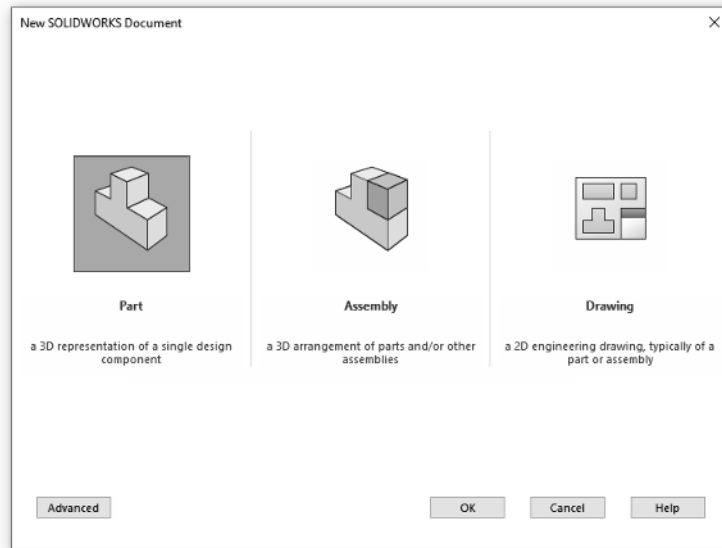 New SOLIDWORKS Document
Part
a 3D representation of a single design
component
Assembly
a 3D arrangement of parts and/or other
assemblies
Drawing
a 2D engineering drawing, typically of a
part or assembly
Advanced
OK
Cancel
Help